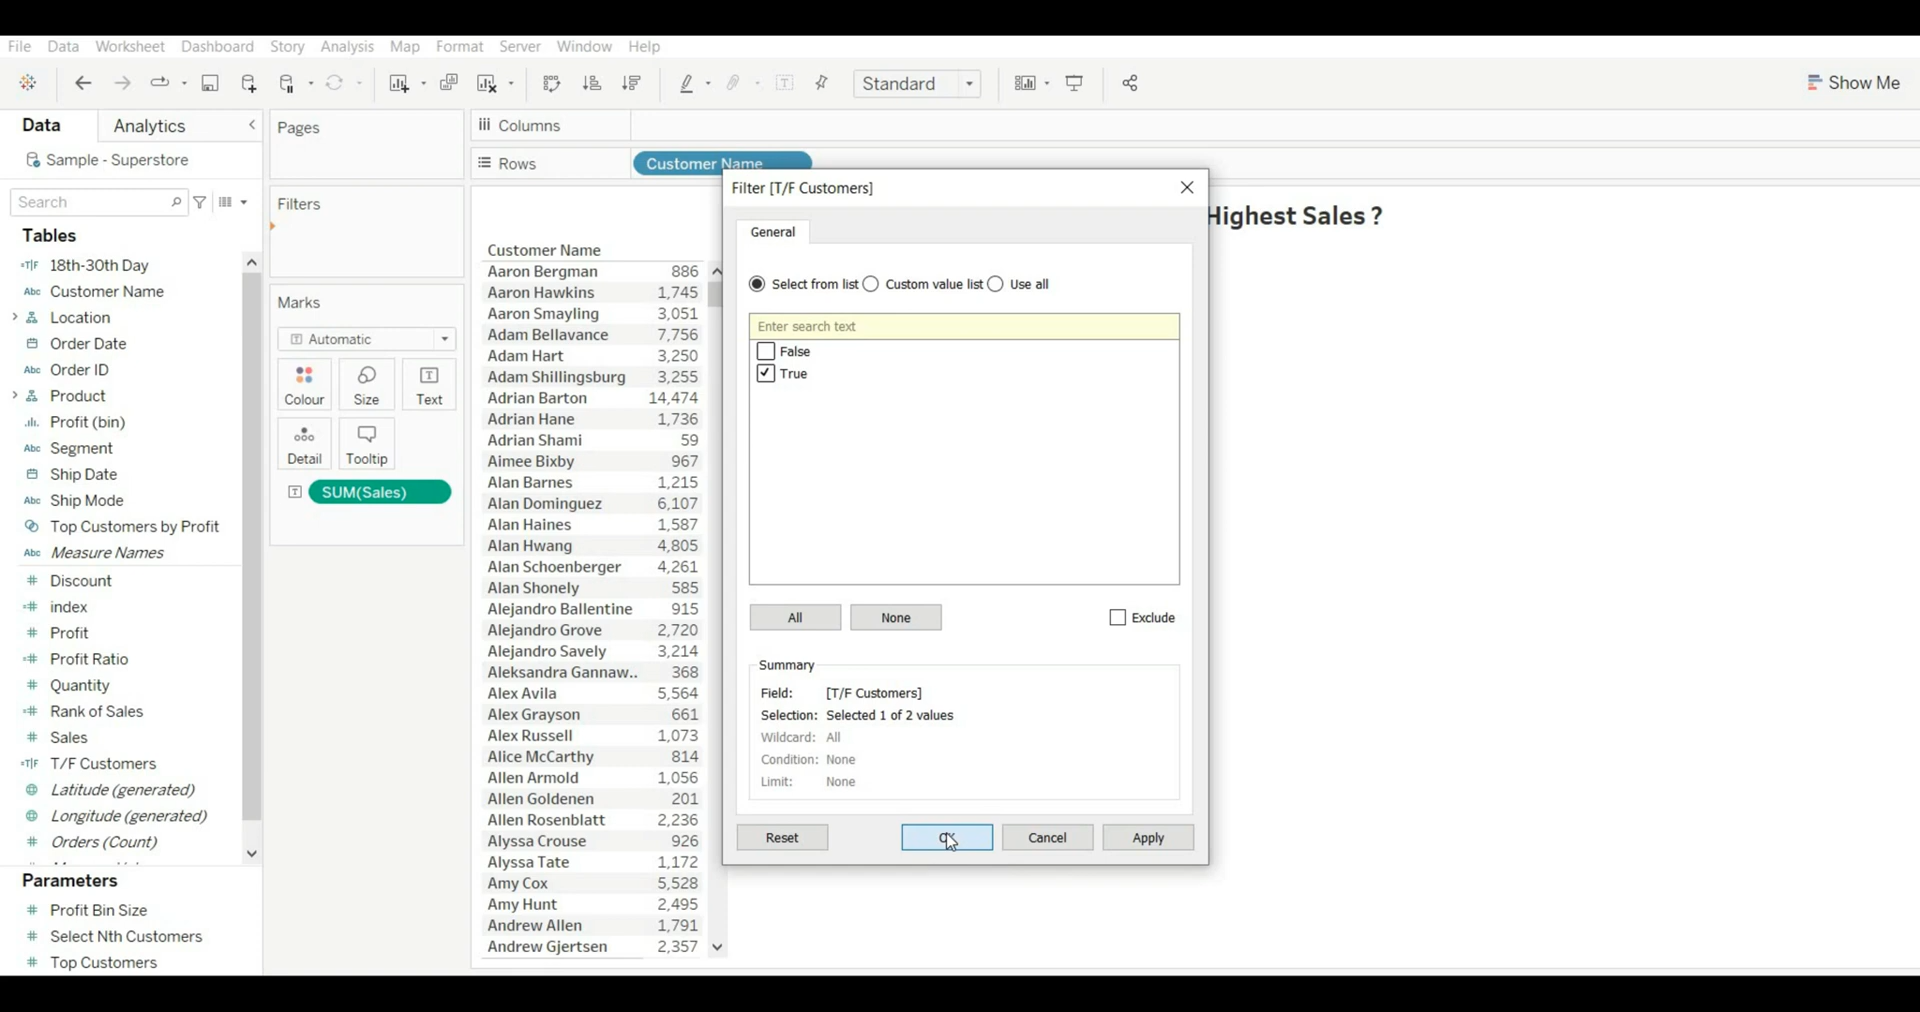 File Data Worksheet Dashboard Story Analysis Map Format Server Window Help
Standard
Show Me
Data Analytics
Sample - Superstore
Search
Tables
18th-30th Day
Abc Customer Name
Location
Order Date
Abc Order ID
Product
Profit (bin)
Abc Segment
Ship Date
Abc Ship Mode
Top Customers by Profit
Abc Measure Names
# Discount
=# index
# Profit
=# Profit Ratio
# Quantity
=# Rank of Sales
# Sales
=T|F T/F Customers
Latitude (generated)
Longitude (generated)
# Orders (Count)
Parameters
# Profit Bin Size
# Select Nth Customers
# Top Customers
Pages
Filters
Marks
Automatic
Colour Size Text
Detail Tooltip
SUM(Sales)
Columns
Rows Customer Name
Highest Sales ?
Customer Name
Aaron Bergman 886
Aaron Hawkins 1,745
Aaron Smayling 3,051
Adam Bellavance 7,756
Adam Hart 3,250
Adam Shillingsburg 3,255
Adrian Barton 14,474
Adrian Hane 1,736
Adrian Shami 59
Aimee Bixby 967
Alan Barnes 1,215
Alan Dominguez 6,107
Alan Haines 1,587
Alan Hwang 4,805
Alan Schoenberger 4,261
Alan Shonely 585
Alejandro Ballentine 915
Alejandro Grove 2,720
Alejandro Savely 3,214
Aleksandra Gannaw.. 368
Alex Avila 5,564
Alex Grayson 661
Alex Russell 1,073
Alice McCarthy 814
Allen Armold 1,056
Allen Goldenen 201
Allen Rosenblatt 2,236
Alyssa Crouse 926
Alyssa Tate 1,172
Amy Cox 5,528
Amy Hunt 2,495
Andrew Allen 1,791
Andrew Gjertsen 2,357
Filter [T/F Customers]
General
Select from list Custom value list Use all
Enter search text
False
True
All None Exclude
Summary
Field: [T/F Customers]
Selection: Selected 1 of 2 values
Wildcard: All
Condition: None
Limit: None
Reset Cancel Apply